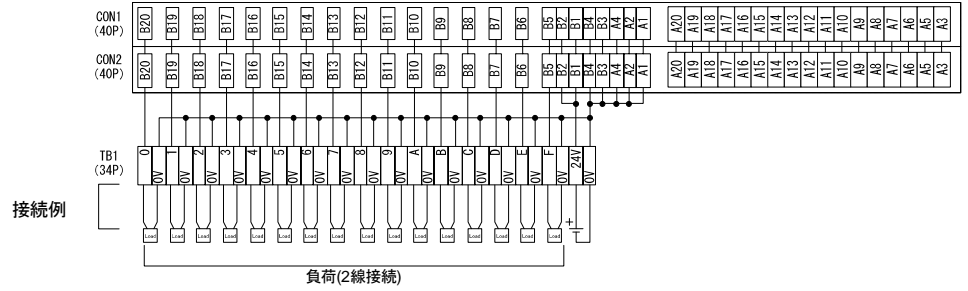 CON1
(40P)
B20 B19 B18 B17 B16 B15 B14 B13 B12 B11 B10 B9 B8 B7 B6 B5 B2 B1 B4 B3 A4 A2 A1 A20 A19 A18 A17 A16 A15 A14 A13 A12 A11 A10 A9 A8 A7 A6 A5 A3
CON2
(40P)
B20 B19 B18 B17 B16 B15 B14 B13 B12 B11 B10 B9 B8 B7 B6 B5 B2 B1 B4 B3 A4 A2 A1 A20 A19 A18 A17 A16 A15 A14 A13 A12 A11 A10 A9 A8 A7 A6 A5 A3
TB1
(34P)
0 0V 1 0V 2 0V 3 0V 4 0V 5 0V 6 0V 7 0V 8 0V 9 0V A 0V B 0V C 0V D 0V E 0V F 0V 24V 0V
接続例
Load Load Load Load Load Load Load Load Load Load Load Load Load Load Load Load +
負荷(2線接続)